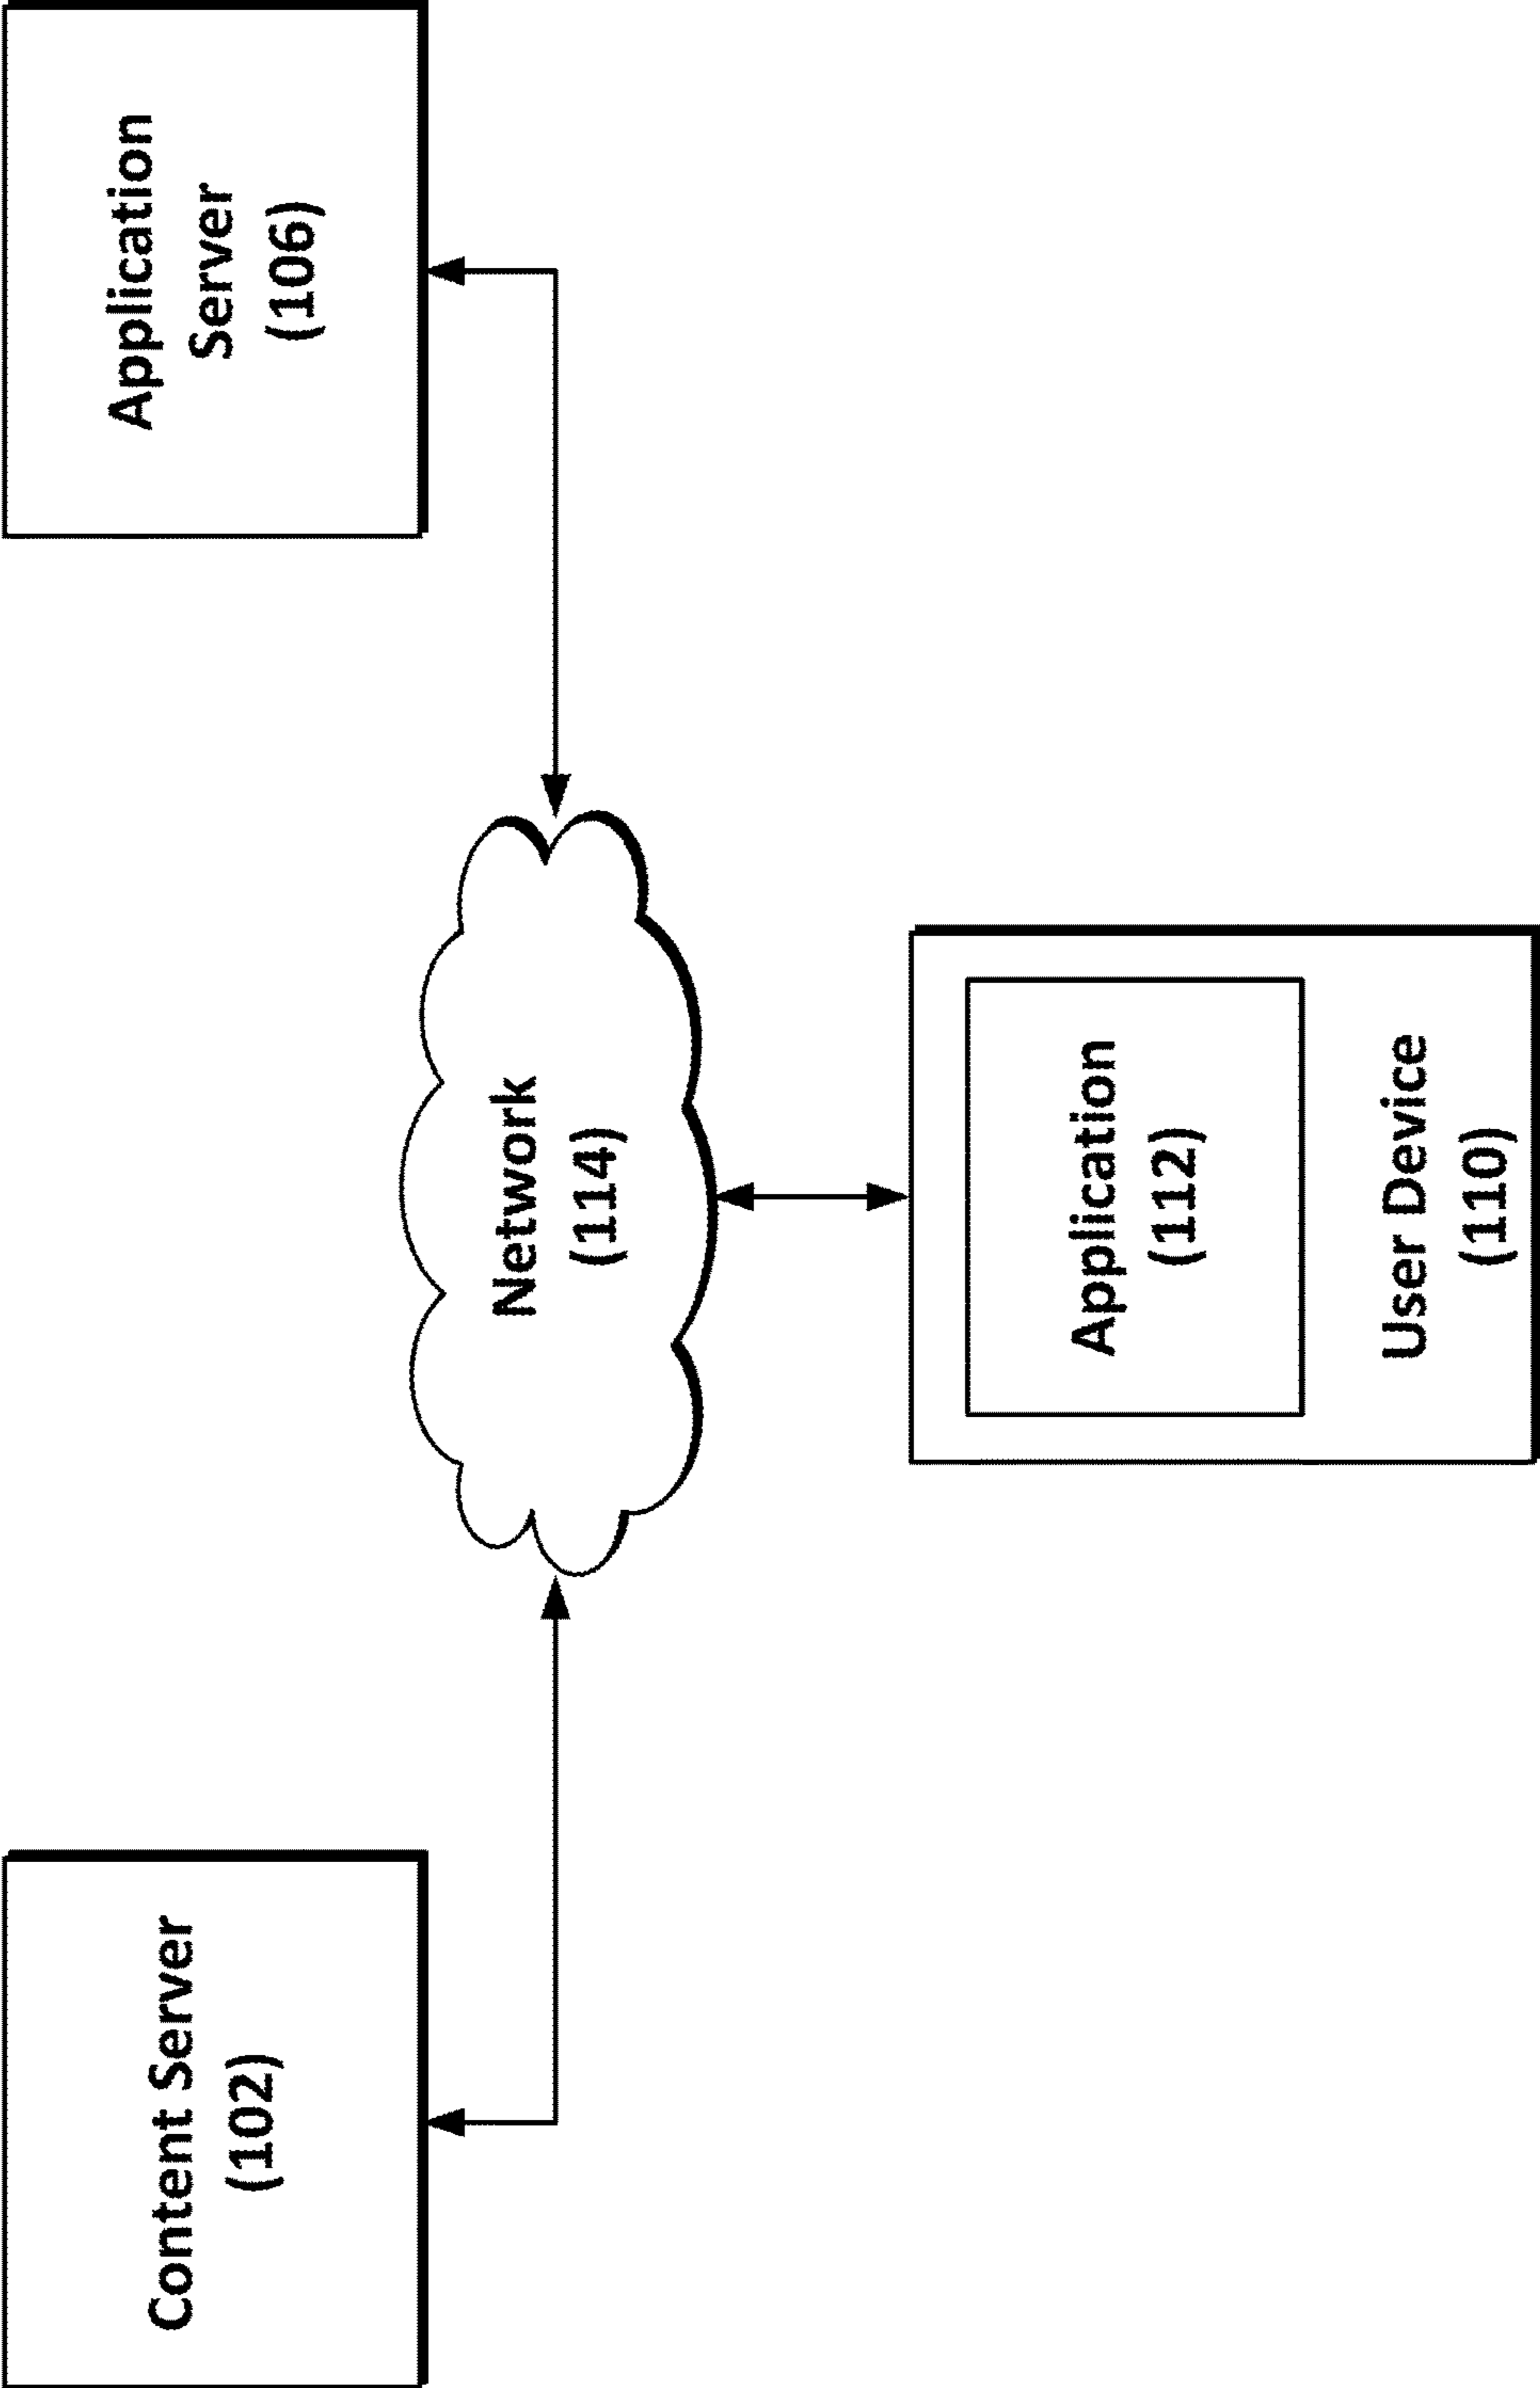 Content Server
(102)
Application
Server
(106)
Network
(114)
Application
(112)
User Device
(110)